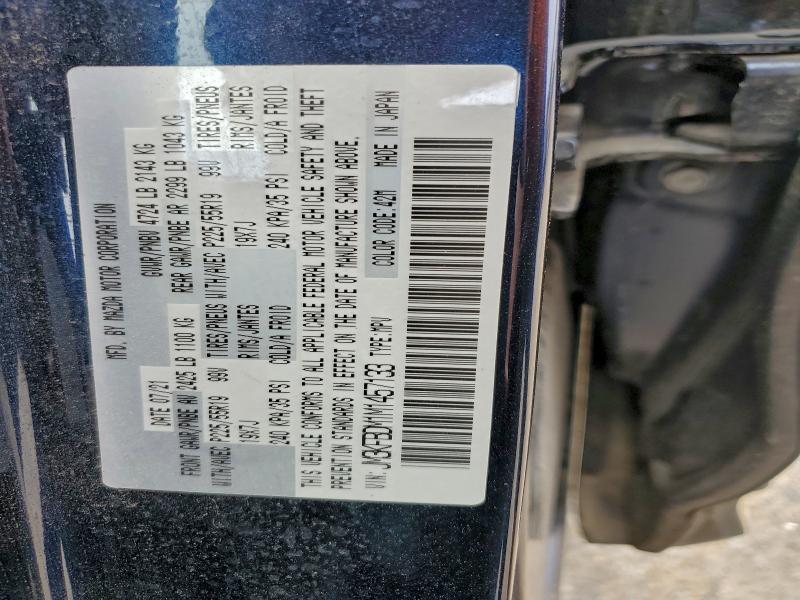 MFD. BY MAZDA MOTOR CORPORATION
DATE 07/21 GVWR/PNBV 4724 LB 2143 KG
FRONT GAWR/PNBE AV 2425 LB 1100 KG REAR GAWR/PNBE AR 2299 LB 1043 KG
WITH/AVEC P225/55R19 99V TIRES/PNEUS WITH/AVEC P225/55R19 99V TIRES/PNEUS
19X7J RIMS/JANTES 19X7J RIMS/JANTES
240 KPA/35 PSI COLD/A FROID 240 KPA/35 PSI COLD/A FROID
THIS VEHICLE CONFORMS TO ALL APPLICABLE FEDERAL MOTOR VEHICLE SAFETY AND THEFT
PREVENTION STANDARDS IN EFFECT ON THE DATE OF MANUFACTURE SHOWN ABOVE.
VIN: JM3KFBDM1M1457133 TYPE:MPV COLOR CODE:42M MADE IN JAPAN